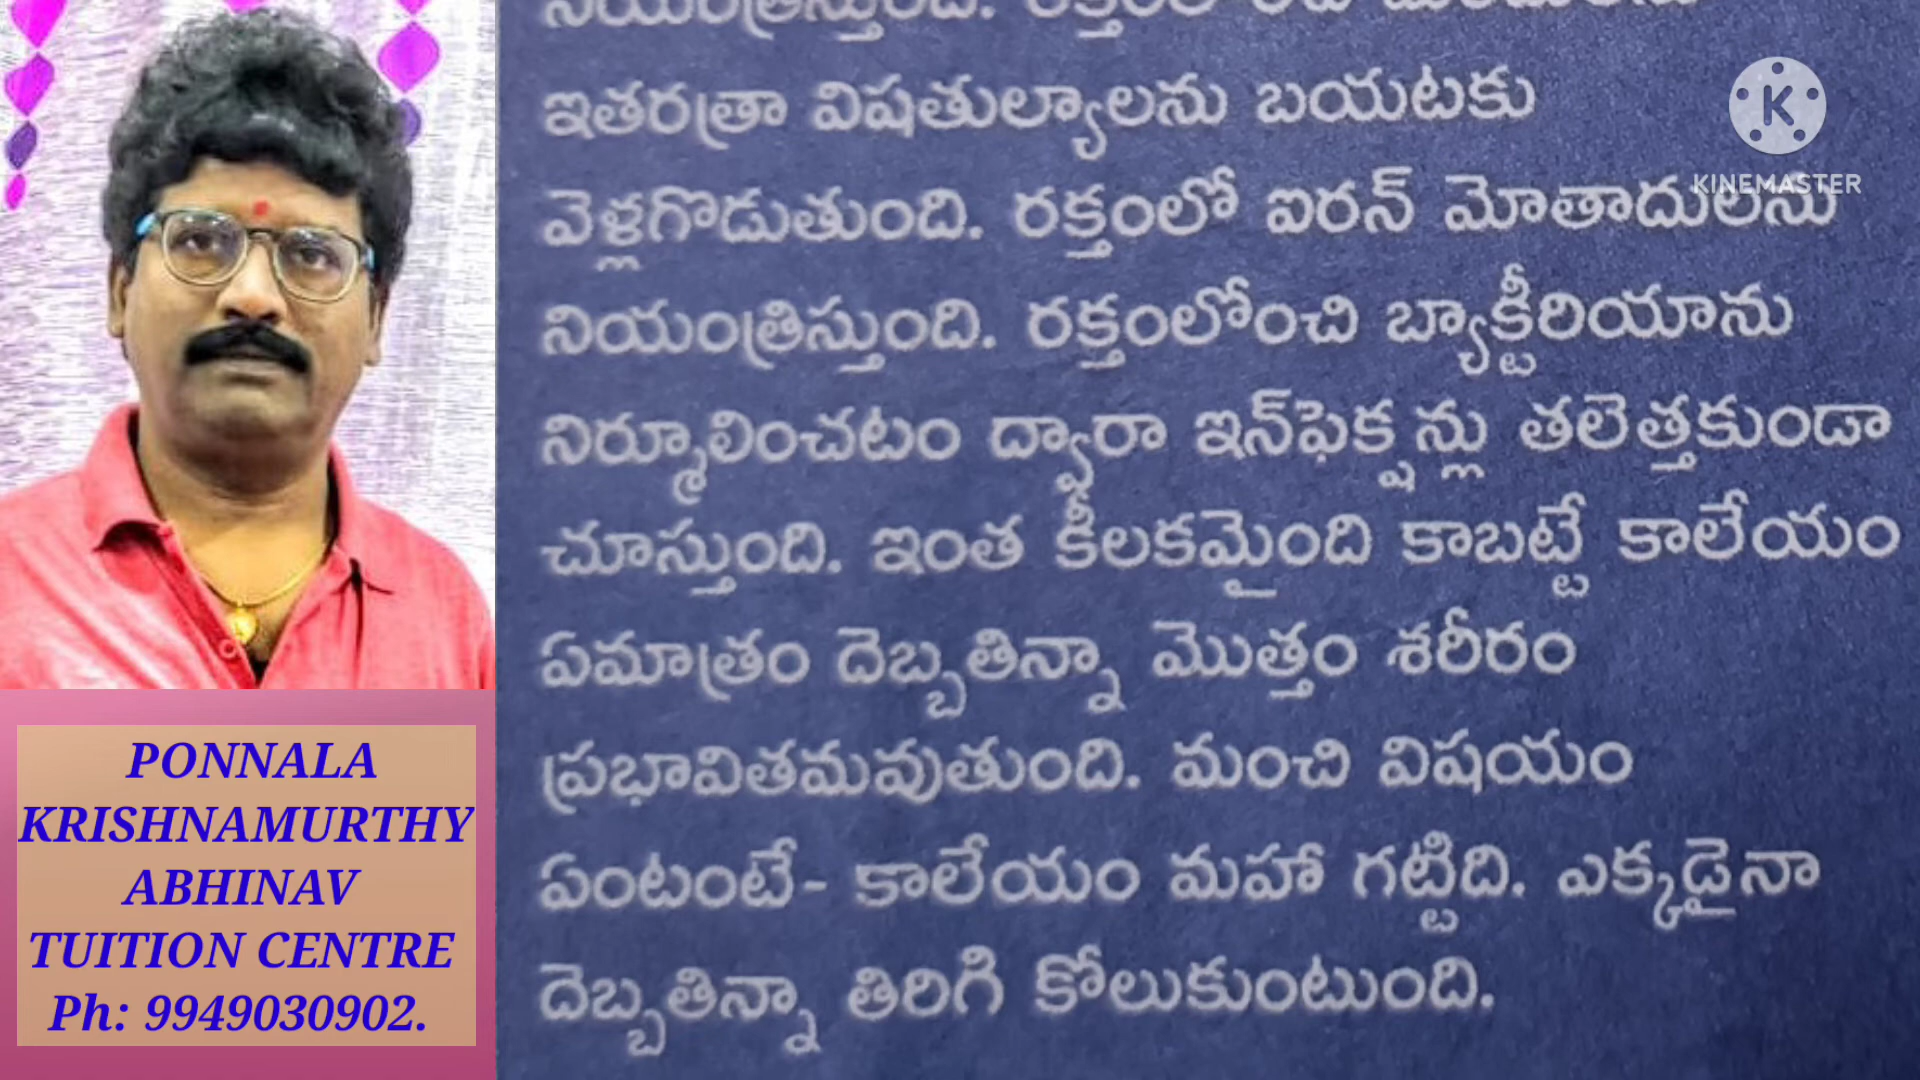 PONNALA
KRISHNAMURTHY
ABHINAV
TUITION CENTRE
Ph: 9949030902.
నియంత్రిస్తుంది. రక్తంలో
ఇతరత్రా విషతుల్యాలను బయటకు
వెళ్లగొడుతుంది. రక్తంలో ఐరన్ మోతాదులను
నియంత్రిస్తుంది. రక్తంలోంచి బ్యాక్టీరియాను
నిర్మూలించటం ద్వారా ఇన్‌ఫెక్షన్లు తలెత్తకుండా
చూస్తుంది. ఇంత కీలకమైంది కాబట్టే కాలేయం
ఏమాత్రం దెబ్బతిన్నా మొత్తం శరీరం
ప్రభావితమవుతుంది. మంచి విషయం
ఏంటంటే- కాలేయం మహా గట్టిది. ఎక్కడైనా
దెబ్బతిన్నా తిరిగి కోలుకుంటుంది.
K
KINEMASTER